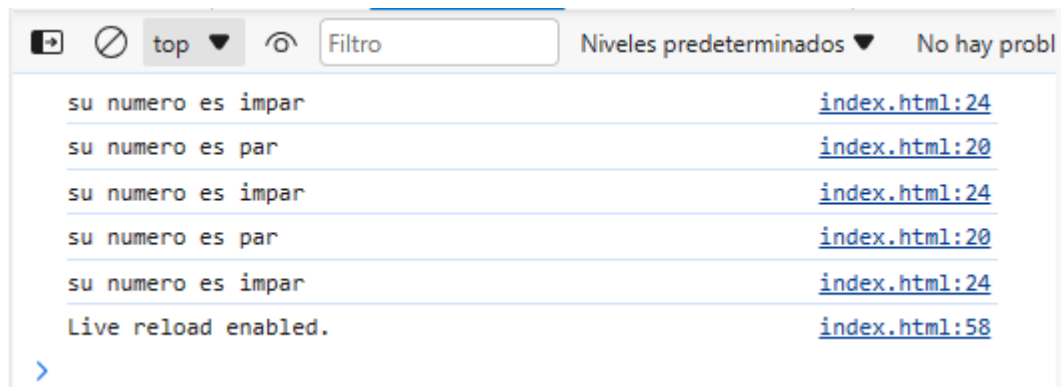 top ▼ Filtro Niveles predeterminados ▼ No hay probl
su numero es impar index.html:24
su numero es par index.html:20
su numero es impar index.html:24
su numero es par index.html:20
su numero es impar index.html:24
Live reload enabled. index.html:58
>